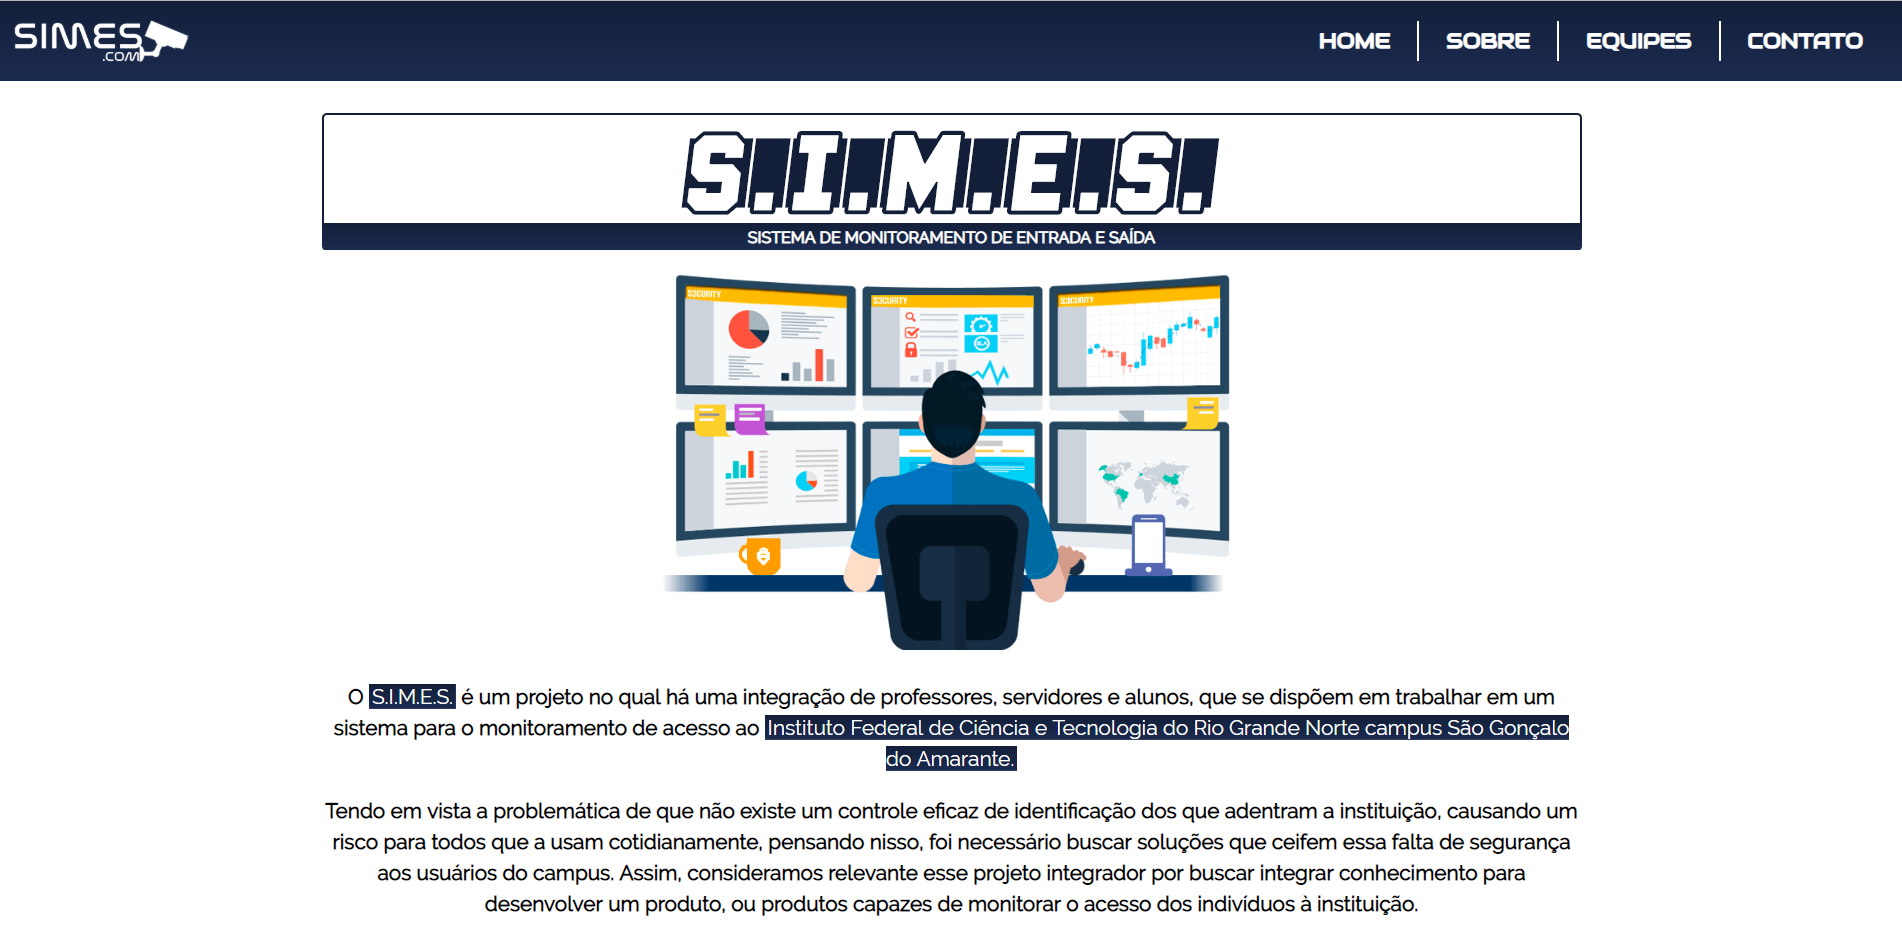 SIMES
.COM
HOME
SOBRE
EQUIPES
CONTATO
S.I.M.E.S.
SISTEMA DE MONITORAMENTO DE ENTRADA E SAÍDA
S3CURITY
S3CURITY
S3CURITY
SLA
O S.I.M.E.S. é um projeto no qual há uma integração de professores, servidores e alunos, que se dispõem em trabalhar em um
sistema para o monitoramento de acesso ao Instituto Federal de Ciência e Tecnologia do Rio Grande Norte campus São Gonçalo
do Amarante.
Tendo em vista a problemática de que não existe um controle eficaz de identificação dos que adentram a instituição, causando um
risco para todos que a usam cotidianamente, pensando nisso, foi necessário buscar soluções que ceifem essa falta de segurança
aos usuários do campus. Assim, consideramos relevante esse projeto integrador por buscar integrar conhecimento para
desenvolver um produto, ou produtos capazes de monitorar o acesso dos indivíduos à instituição.